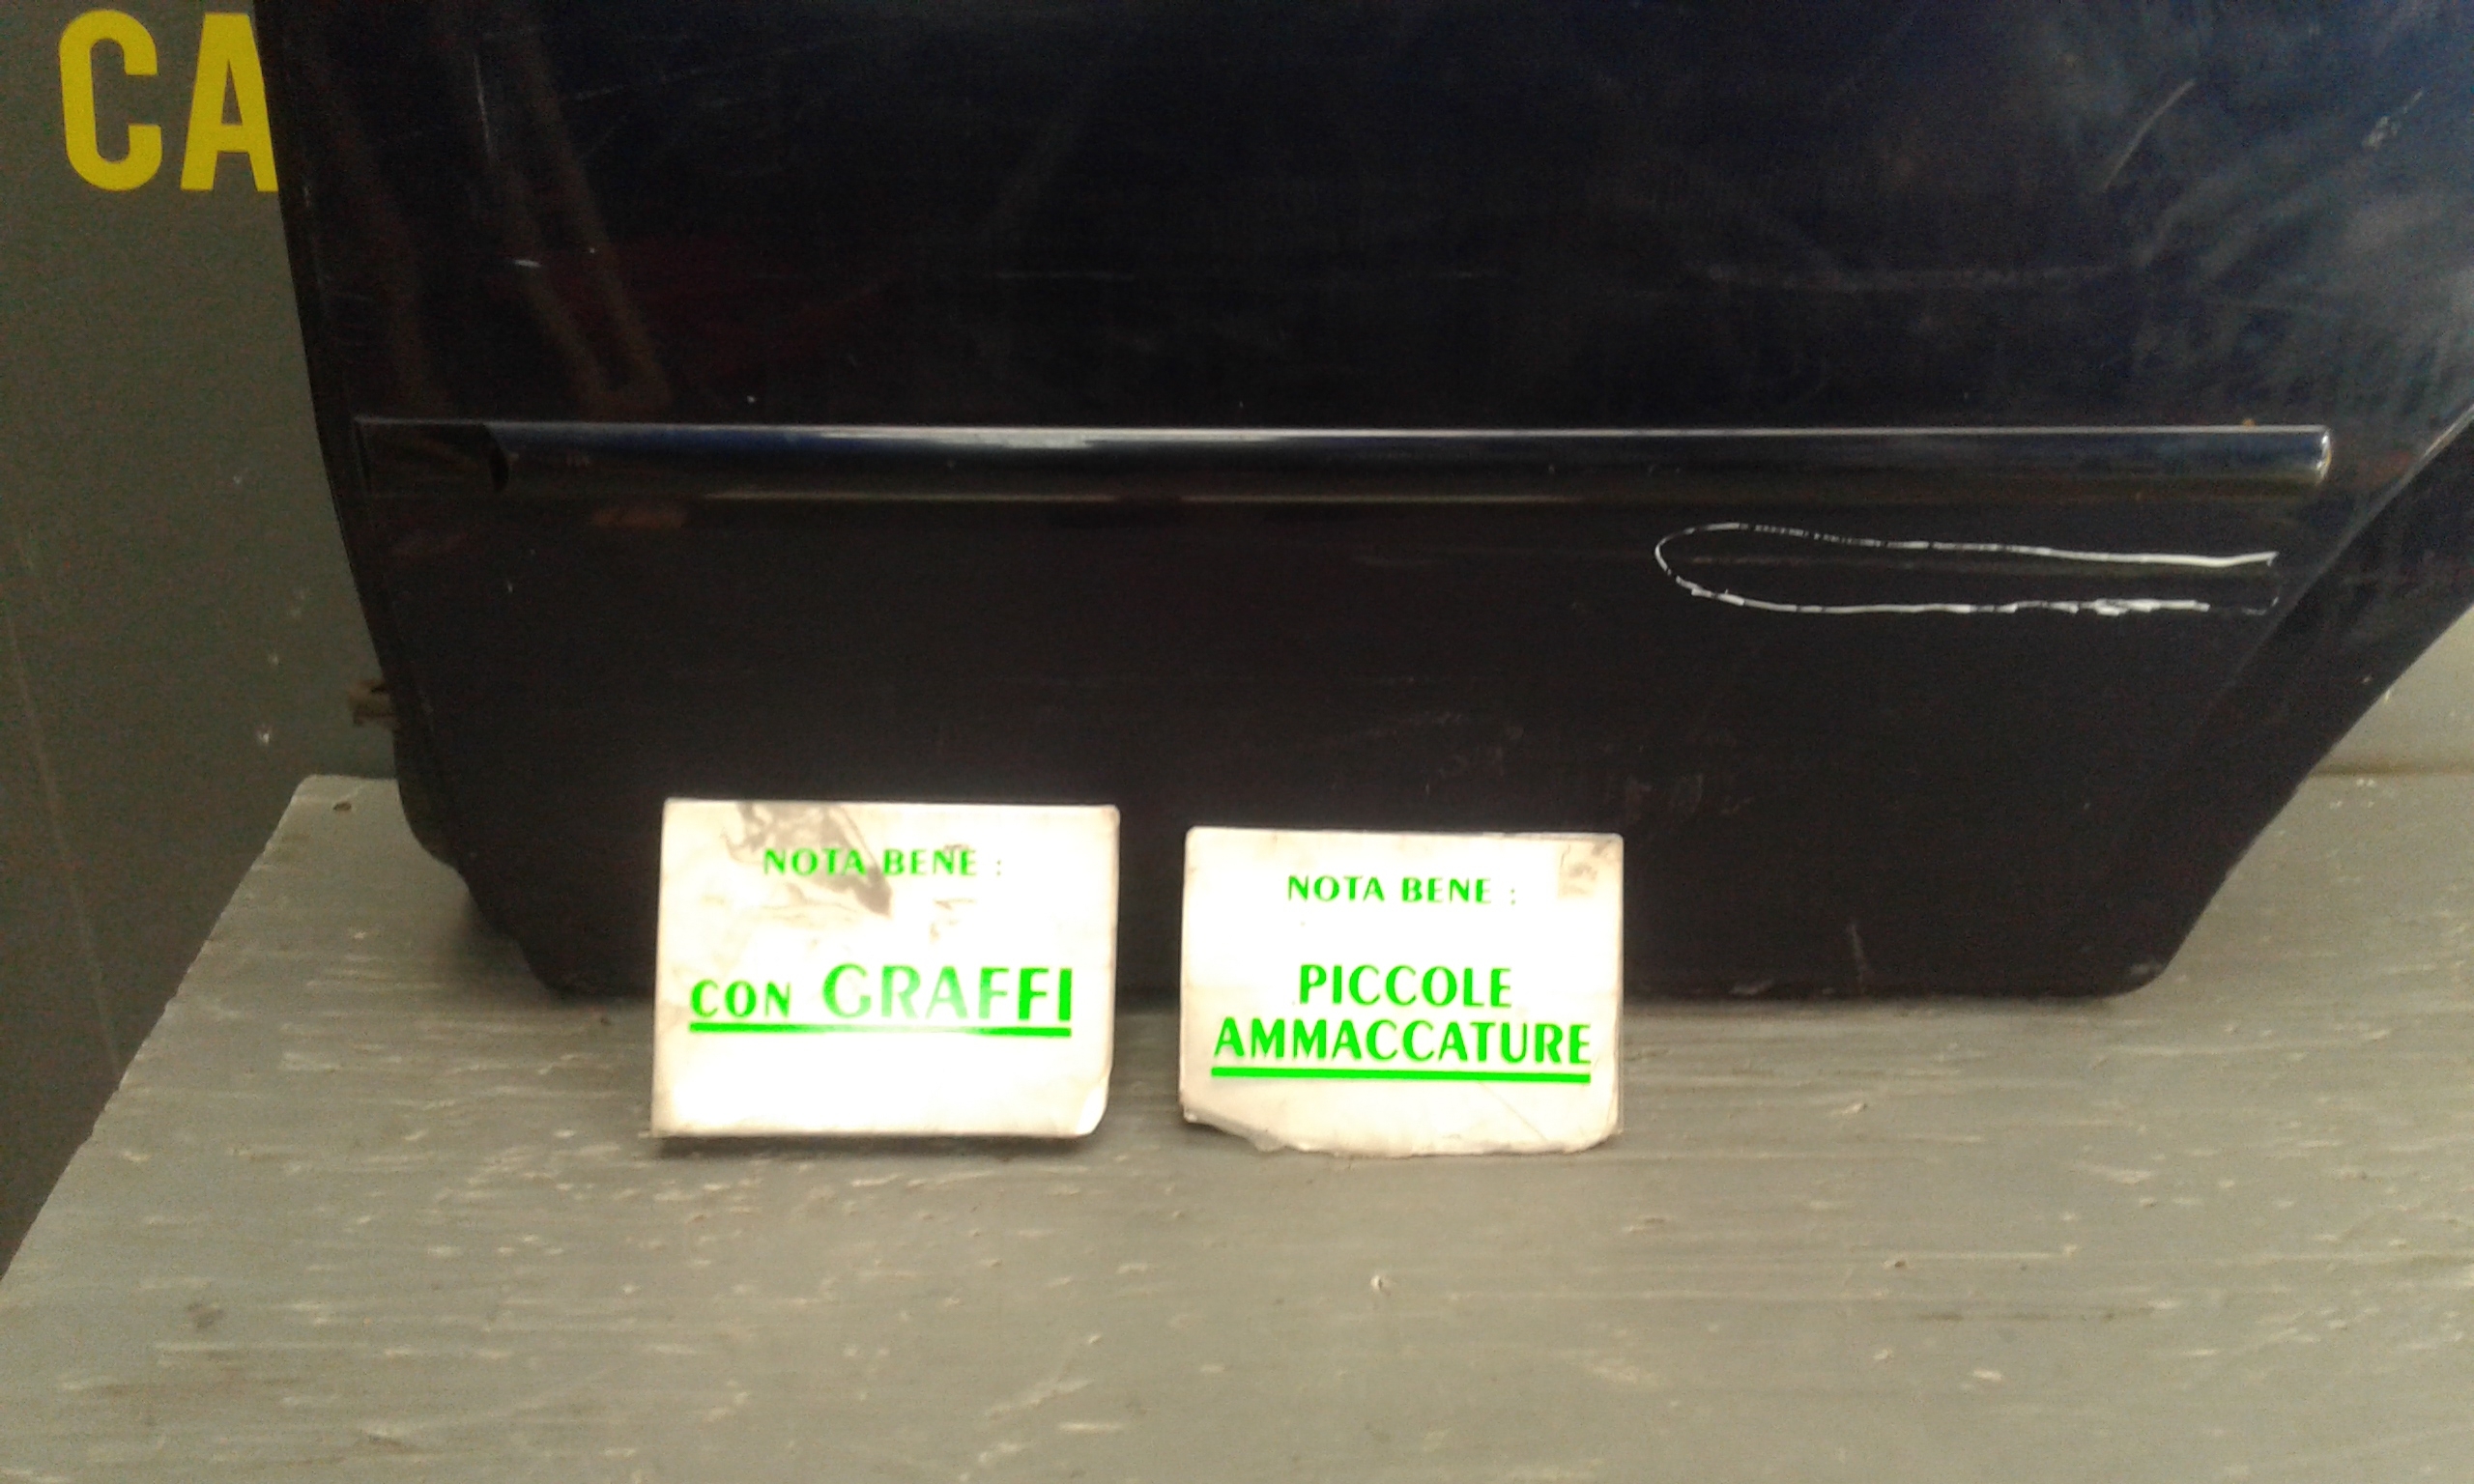 CA
NOTA BENE :
CON GRAFFI
NOTA BENE :
PICCOLE
AMMACCATURE